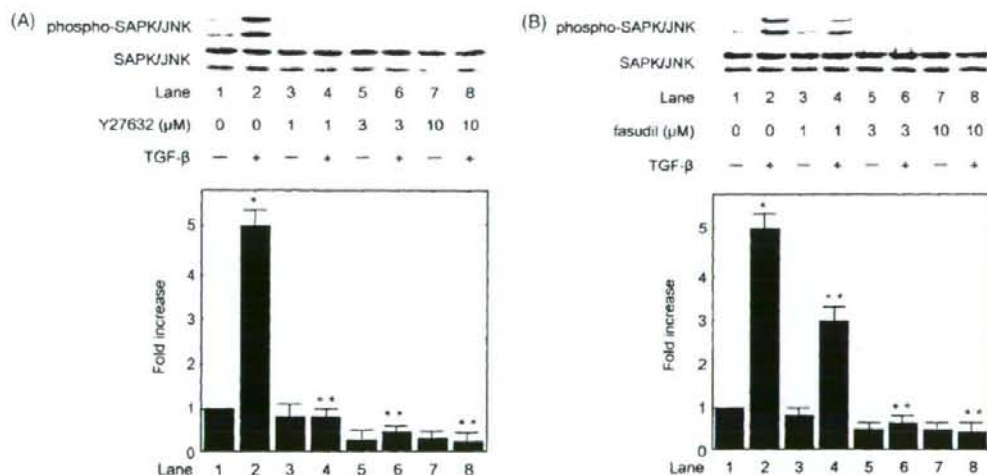 (A)
phospho-SAPK/JNK
SAPK/JNK
Lane 1 2 3 4 5 6 7 8
Y27632 (μM) 0 0 1 1 3 3 10 10
TGF-β — + — + — + — +
5
4
3
2
1
0
Fold increase
* ** ** **
Lane 1 2 3 4 5 6 7 8
(B)
phospho-SAPK/JNK
SAPK/JNK
Lane 1 2 3 4 5 6 7 8
fasudil (μM) 0 0 1 1 3 3 10 10
TGF-β — + — + — + — +
5
4
3
2
1
0
Fold increase
* ** ** **
Lane 1 2 3 4 5 6 7 8